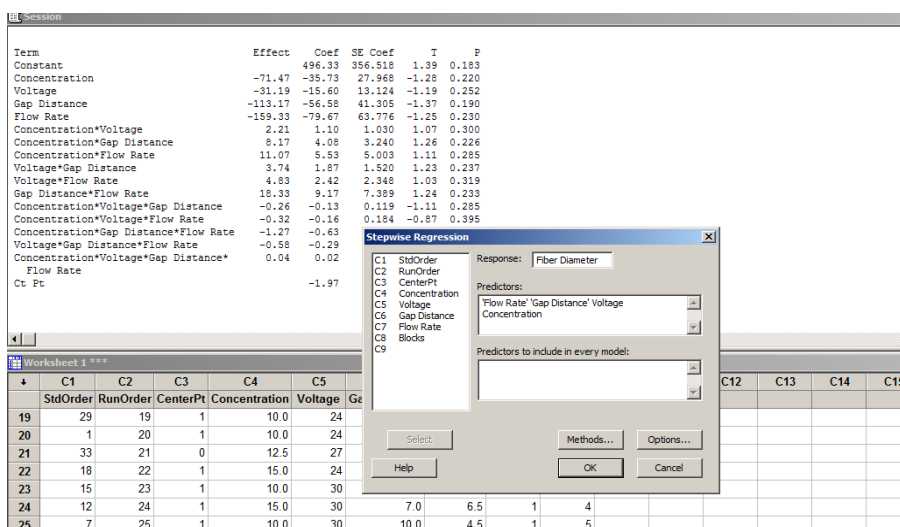 Session
Term Effect Coef SE Coef T P
Constant 496.33 356.518 1.39 0.183
Concentration -71.47 -35.73 27.968 -1.28 0.220
Voltage -31.19 -15.60 13.124 -1.19 0.252
Gap Distance -113.17 -56.58 41.305 -1.37 0.190
Flow Rate -159.33 -79.67 63.776 -1.25 0.230
Concentration*Voltage 2.21 1.10 1.030 1.07 0.300
Concentration*Gap Distance 8.17 4.08 3.240 1.26 0.226
Concentration*Flow Rate 11.07 5.53 5.003 1.11 0.285
Voltage*Gap Distance 3.74 1.87 1.520 1.23 0.237
Voltage*Flow Rate 4.83 2.42 2.348 1.03 0.319
Gap Distance*Flow Rate 18.33 9.17 7.389 1.24 0.233
Concentration*Voltage*Gap Distance -0.26 -0.13 0.119 -1.11 0.285
Concentration*Voltage*Flow Rate -0.32 -0.16 0.184 -0.87 0.395
Concentration*Gap Distance*Flow Rate -1.27 -0.63
Voltage*Gap Distance*Flow Rate -0.58 -0.29
Concentration*Voltage*Gap Distance* 0.04 0.02
Flow Rate
Ct Pt -1.97
Stepwise Regression
C1 StdOrder
C2 RunOrder
C3 CenterPt
C4 Concentration
C5 Voltage
C6 Gap Distance
C7 Flow Rate
C8 Blocks
C9
Response: Fiber Diameter
Predictors:
'Flow Rate' 'Gap Distance' Voltage
Concentration
Predictors to include in every model:
Select Methods... Options...
Help OK Cancel
Worksheet 1 ***
C1 C2 C3 C4 C5 C12 C13 C14 C15
StdOrder RunOrder CenterPt Concentration Voltage Ga
19 29 19 1 10.0 24
20 1 20 1 10.0 24
21 33 21 0 12.5 27
22 18 22 1 15.0 24
23 15 23 1 10.0 30
24 12 24 1 15.0 30 7.0 6.5 1 4
25 7 25 1 10.0 30 10.0 4.5 1 5